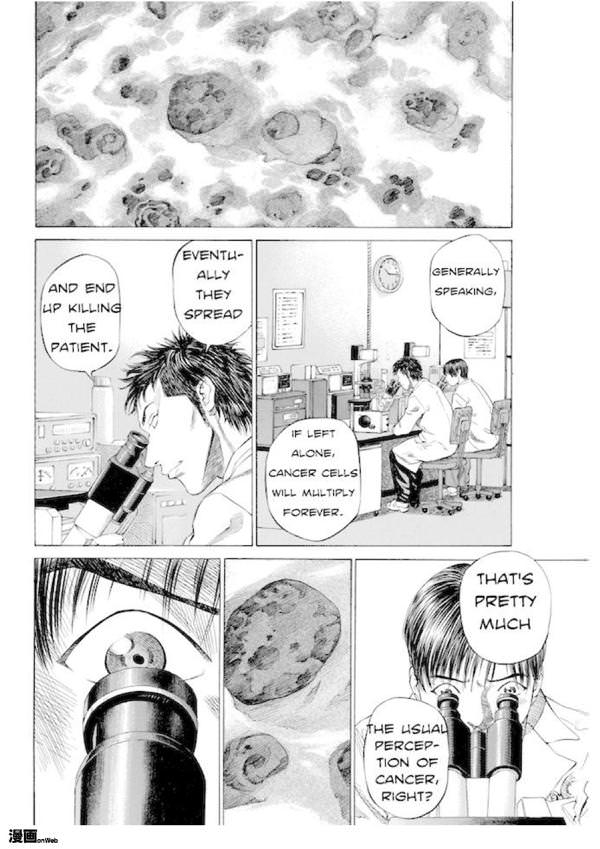 GENERALLY
SPEAKING,
IF LEFT
ALONE,
CANCER CELLS
WILL MULTIPLY
FOREVER.
EVENTU-
ALLY
THEY
SPREAD
AND END
UP KILLING
THE
PATIENT.
THAT'S
PRETTY
MUCH
THE USUAL
PERCEP-
TION OF
CANCER,
RIGHT?
漫画onWeb